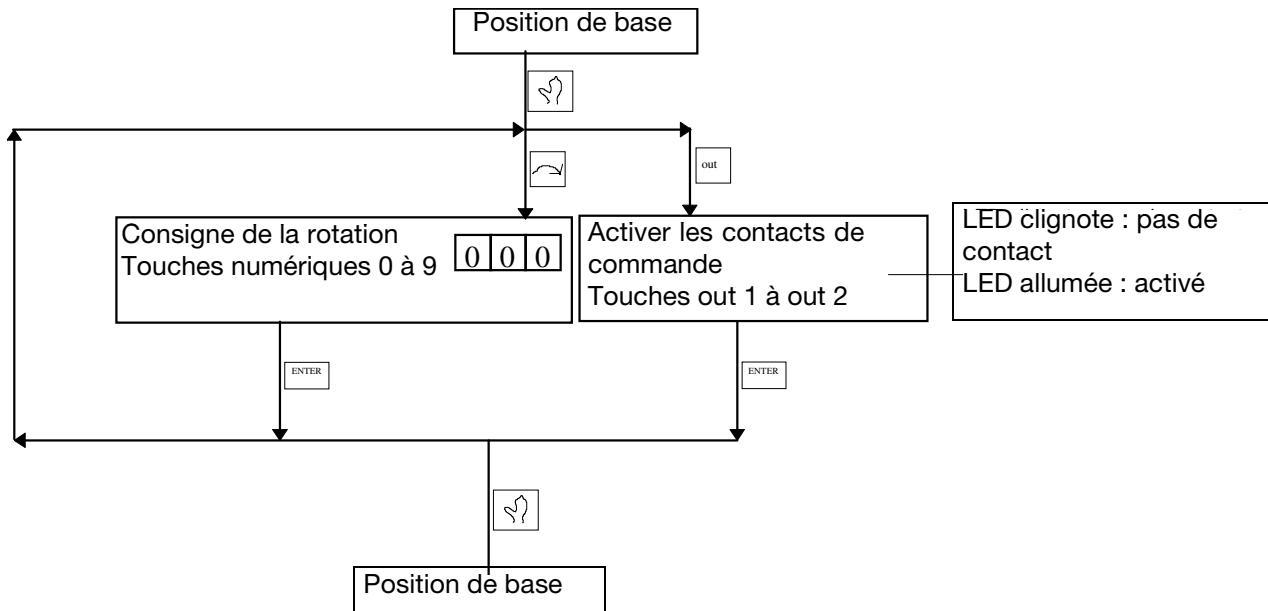 Position de base
out
Consigne de la rotation
Touches numériques 0 à 9
0 0 0
Activer les contacts de
commande
Touches out 1 à out 2
LED clignote : pas de
contact
LED allumée : activé
ENTER
ENTER
Position de base